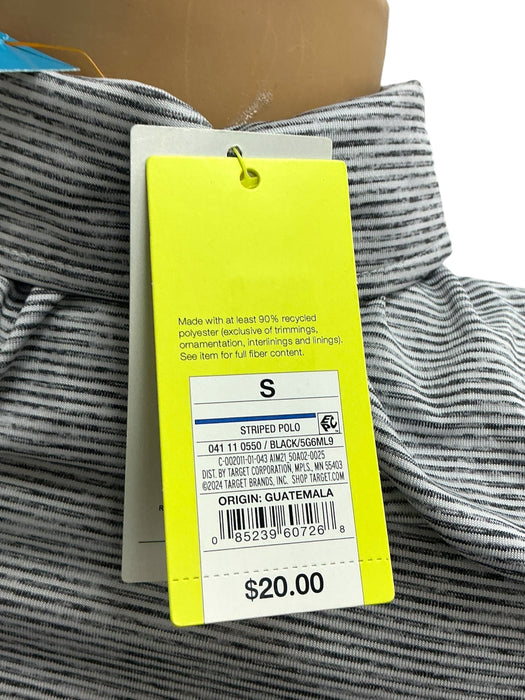 Made with at least 90% recycled
polyester (exclusive of trimmings,
ornamentation, interlinings and linings).
See item for full fiber content.
S
STRIPED POLO
041 11 0550 / BLACK/5G6ML9
C-002011-01-043 AIM21_S0A02-0025
DIST. BY TARGET CORPORATION, MPLS., MN 55403
©2024 TARGET BRANDS, INC. SHOP TARGET.COM
ORIGIN: GUATEMALA
0 85239 60726 8
$20.00